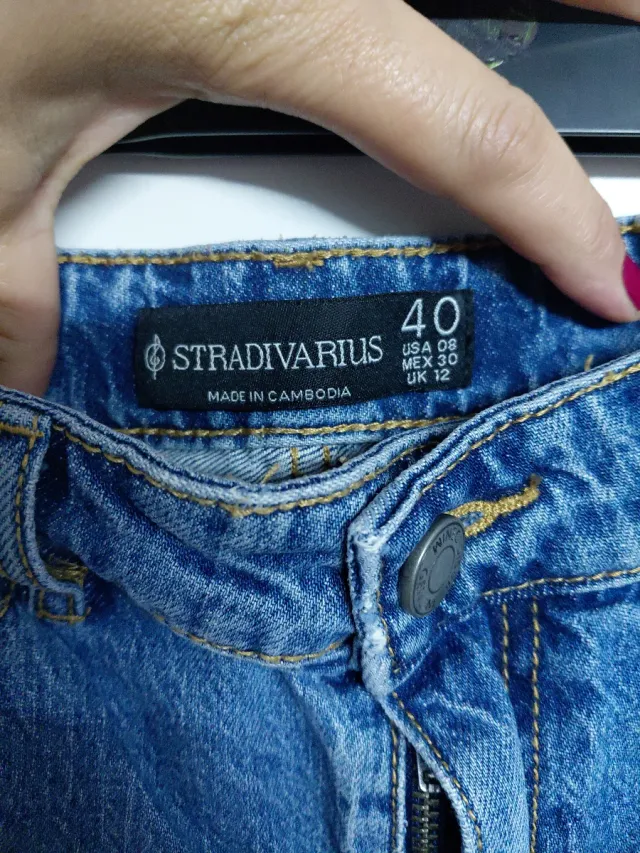 STRADIVARIUS
MADE IN CAMBODIA
40
USA 08
MEX 30
UK 12